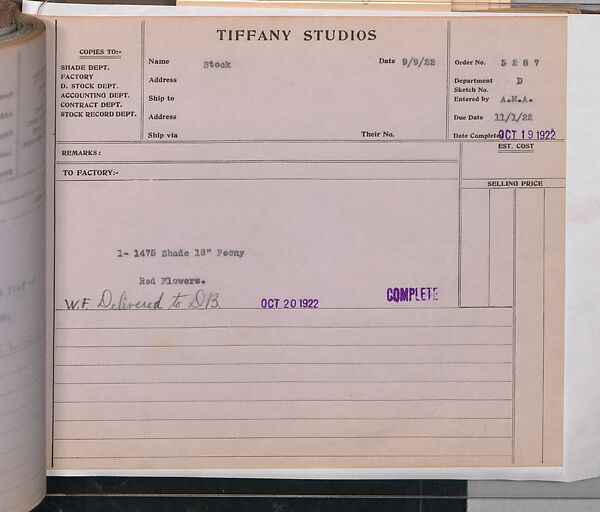 TIFFANY STUDIOS
COPIES TO:-
SHADE DEPT.
FACTORY
D. STOCK DEPT.
ACCOUNTING DEPT.
CONTRACT DEPT.
STOCK RECORD DEPT.
Name Stock Date 9/9/22
Address
Ship to
Address
Ship via Their No.
Order No. 5287
Department D
Sketch No.
Entered by A.M.A.
Due Date 11/1/22
Date Completed OCT 19 1922
REMARKS:
EST. COST
TO FACTORY:-
SELLING PRICE
1- 1475 Shade 18" Peony
Red Flowers.
W.F. Delivered to DB OCT 20 1922 COMPLETE